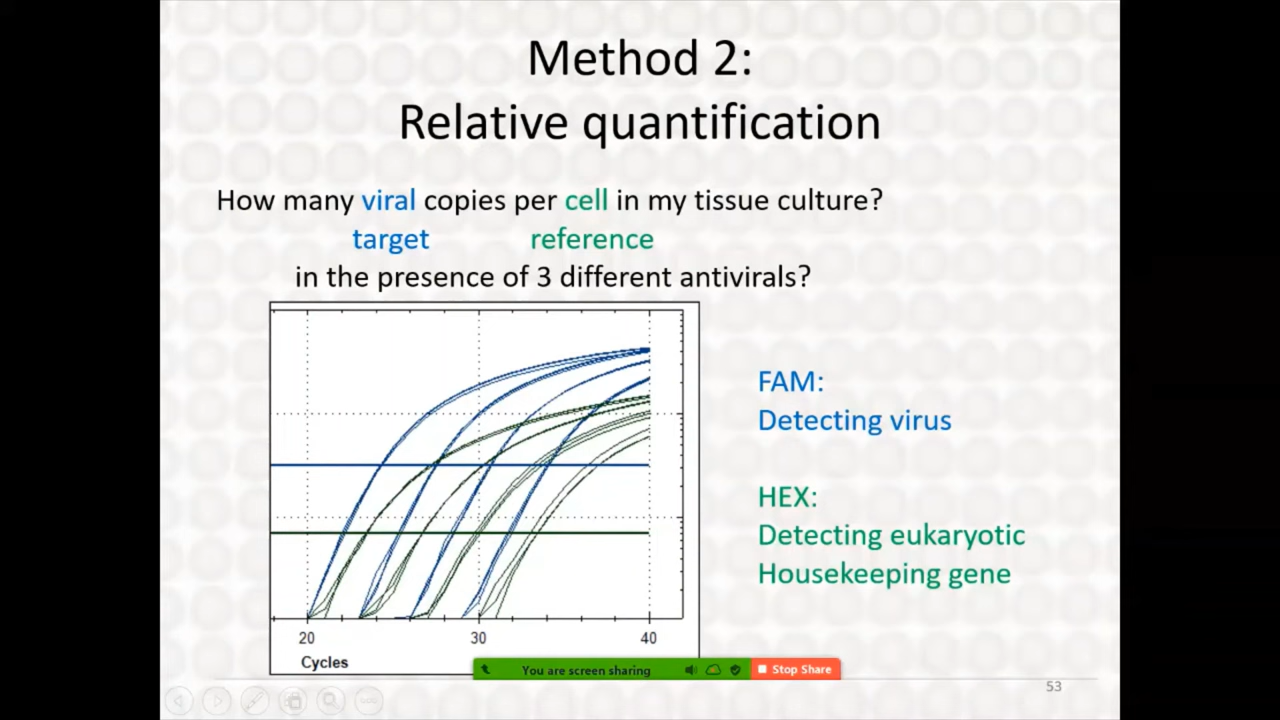 Method 2:
Relative quantification
How many viral copies per cell in my tissue culture?
target reference
in the presence of 3 different antivirals?
FAM:
Detecting virus
HEX:
Detecting eukaryotic
Housekeeping gene
20 30 40
Cycles
You are screen sharing Stop Share
53